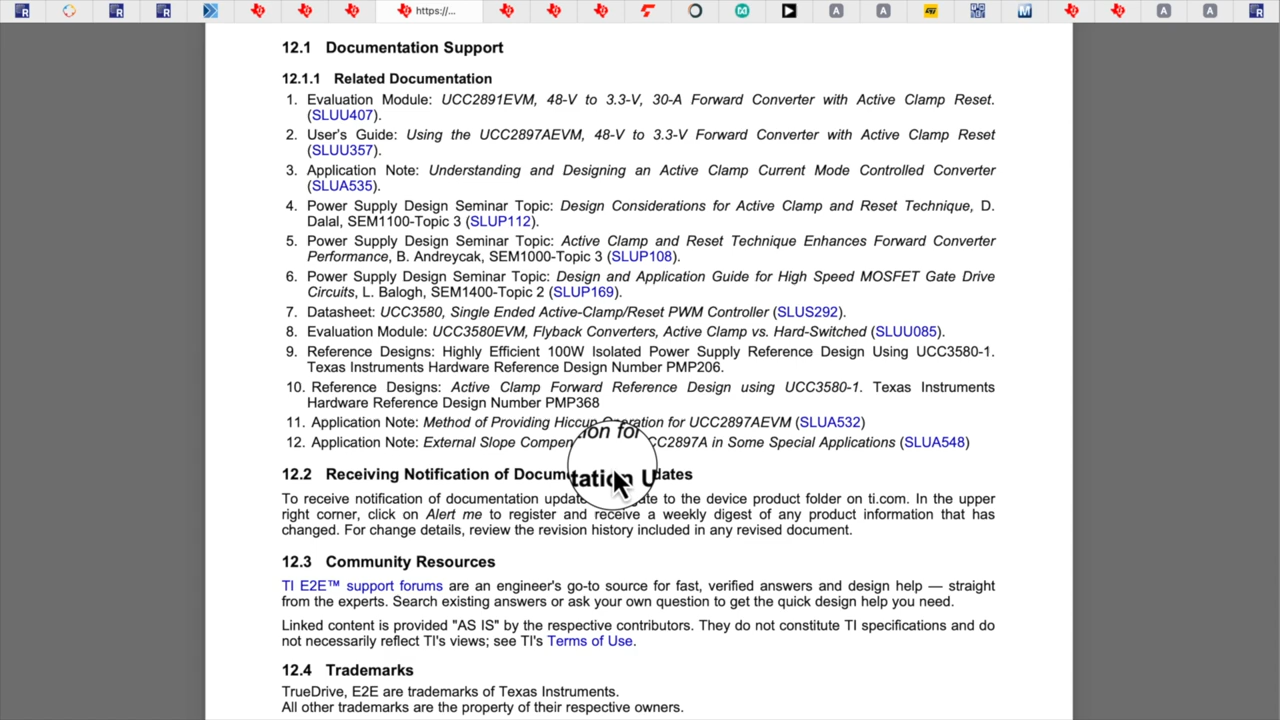 https://...
12.1 Documentation Support
12.1.1 Related Documentation
1. Evaluation Module: UCC2891EVM, 48-V to 3.3-V, 30-A Forward Converter with Active Clamp Reset.
(SLUU407).
2. User's Guide: Using the UCC2897AEVM, 48-V to 3.3-V Forward Converter with Active Clamp Reset
(SLUU357).
3. Application Note: Understanding and Designing an Active Clamp Current Mode Controlled Converter
(SLUA535).
4. Power Supply Design Seminar Topic: Design Considerations for Active Clamp and Reset Technique, D.
Dalal, SEM1100-Topic 3 (SLUP112).
5. Power Supply Design Seminar Topic: Active Clamp and Reset Technique Enhances Forward Converter
Performance, B. Andreycak, SEM1000-Topic 3 (SLUP108).
6. Power Supply Design Seminar Topic: Design and Application Guide for High Speed MOSFET Gate Drive
Circuits, L. Balogh, SEM1400-Topic 2 (SLUP169).
7. Datasheet: UCC3580, Single Ended Active-Clamp/Reset PWM Controller (SLUS292).
8. Evaluation Module: UCC3580EVM, Flyback Converters, Active Clamp vs. Hard-Switched (SLUU085).
9. Reference Designs: Highly Efficient 100W Isolated Power Supply Reference Design Using UCC3580-1.
Texas Instruments Hardware Reference Design Number PMP206.
10. Reference Designs: Active Clamp Forward Reference Design using UCC3580-1. Texas Instruments
Hardware Reference Design Number PMP368
11. Application Note: Method of Providing Hiccup Operation for UCC2897AEVM (SLUA532)
12. Application Note: External Slope Compen CC2897A in Some Special Applications (SLUA548)
12.2 Receiving Notification of Documentation Updates
To receive notification of documentation update ate to the device product folder on ti.com. In the upper
right corner, click on Alert me to register and receive a weekly digest of any product information that has
changed. For change details, review the revision history included in any revised document.
12.3 Community Resources
TI E2E™ support forums are an engineer's go-to source for fast, verified answers and design help — straight
from the experts. Search existing answers or ask your own question to get the quick design help you need.
Linked content is provided "AS IS" by the respective contributors. They do not constitute TI specifications and do
not necessarily reflect TI's views; see TI's Terms of Use.
12.4 Trademarks
TrueDrive, E2E are trademarks of Texas Instruments.
All other trademarks are the property of their respective owners.